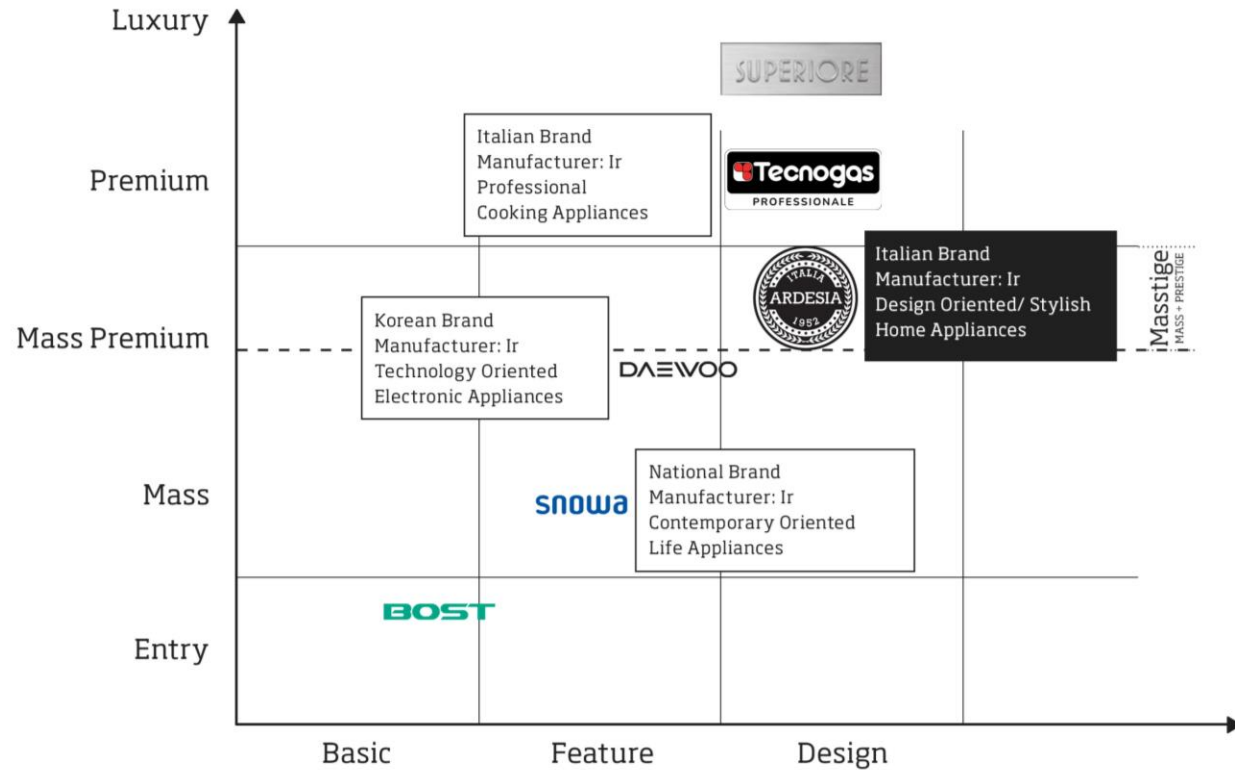 Luxury
SUPERIORE
Italian Brand
Manufacturer: Ir
Professional
Cooking Appliances
Premium
Tecnogas
PROFESSIONALE
ITALIA
ARDESIA
1952
Italian Brand
Manufacturer: Ir
Design Oriented/ Stylish
Home Appliances
Masstige
MASS + PRESTIGE
Mass Premium
Korean Brand
Manufacturer: Ir
Technology Oriented
Electronic Appliances
DAEWOO
Mass
snowa
National Brand
Manufacturer: Ir
Contemporary Oriented
Life Appliances
BOST
Entry
Basic
Feature
Design